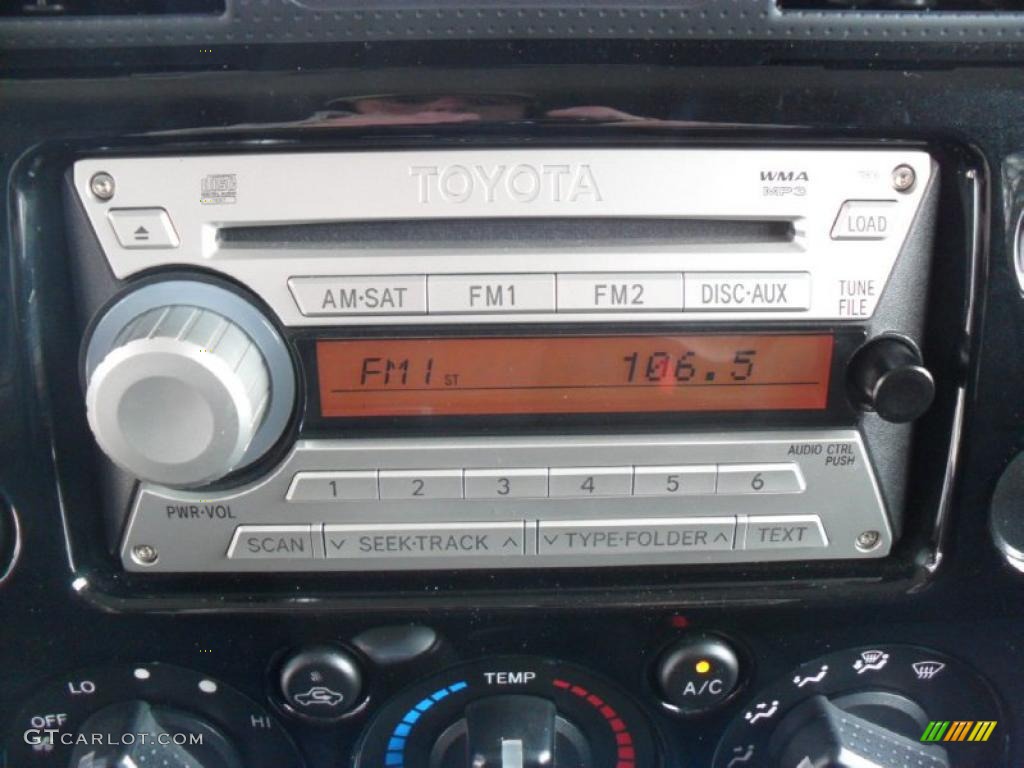 TOYOTA
WMA
MP3
LOAD
AM·SAT FM1 FM2 DISC·AUX
TUNE
FILE
FM1 ST 106.5
AUDIO CTRL
PUSH
1 2 3 4 5 6
PWR·VOL
SCAN ∨ SEEK·TRACK ∧ ∨ TYPE·FOLDER ∧ TEXT
TEMP
A/C
LO
HI
OFF
GTCARLOT.COM